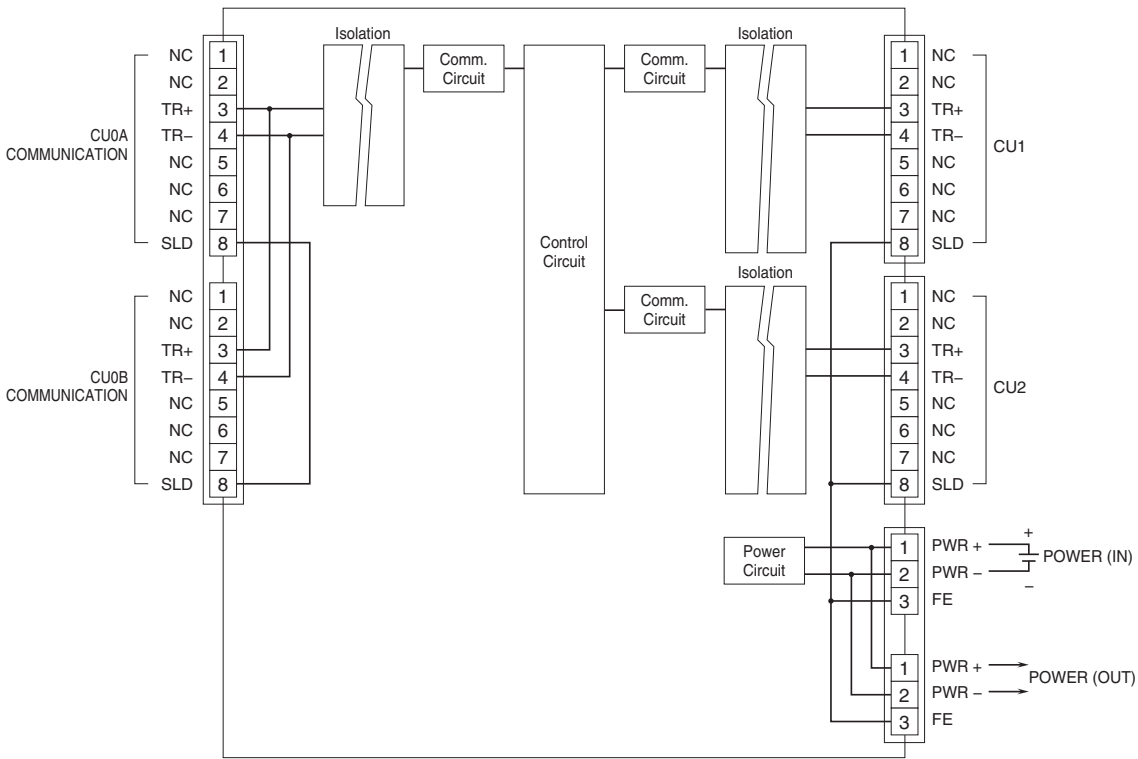 Isolation
Isolation
NC 1
NC 2
TR+ 3
TR− 4
NC 5
NC 6
NC 7
SLD 8
CU0A
COMMUNICATION
Comm.
Circuit
Comm.
Circuit
1 NC
2 NC
3 TR+
4 TR−
5 NC
6 NC
7 NC
8 SLD
CU1
Control
Circuit
Isolation
NC 1
NC 2
TR+ 3
TR− 4
NC 5
NC 6
NC 7
SLD 8
CU0B
COMMUNICATION
Comm.
Circuit
1 NC
2 NC
3 TR+
4 TR−
5 NC
6 NC
7 NC
8 SLD
CU2
Power
Circuit
1 PWR +
2 PWR −
3 FE
+
−
POWER (IN)
1 PWR +
2 PWR −
3 FE
POWER (OUT)